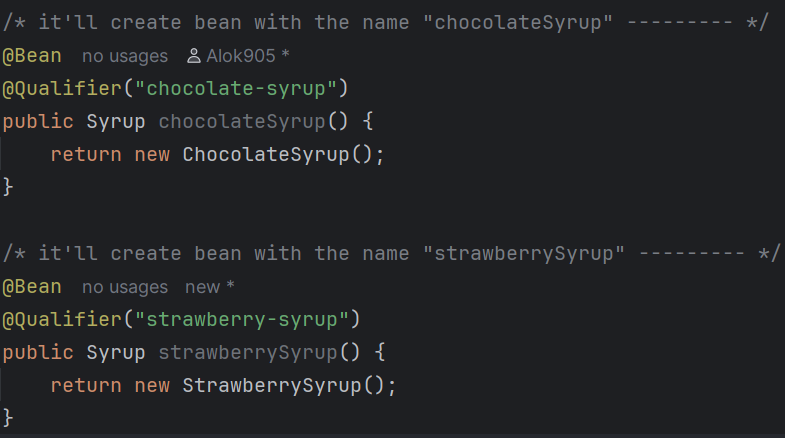 /* it'll create bean with the name "chocolateSyrup" --------- */
@Bean no usages Alok905 *
@Qualifier("chocolate-syrup")
public Syrup chocolateSyrup() {
return new ChocolateSyrup();
}
/* it'll create bean with the name "strawberrySyrup" --------- */
@Bean no usages new *
@Qualifier("strawberry-syrup")
public Syrup strawberrySyrup() {
return new StrawberrySyrup();
}